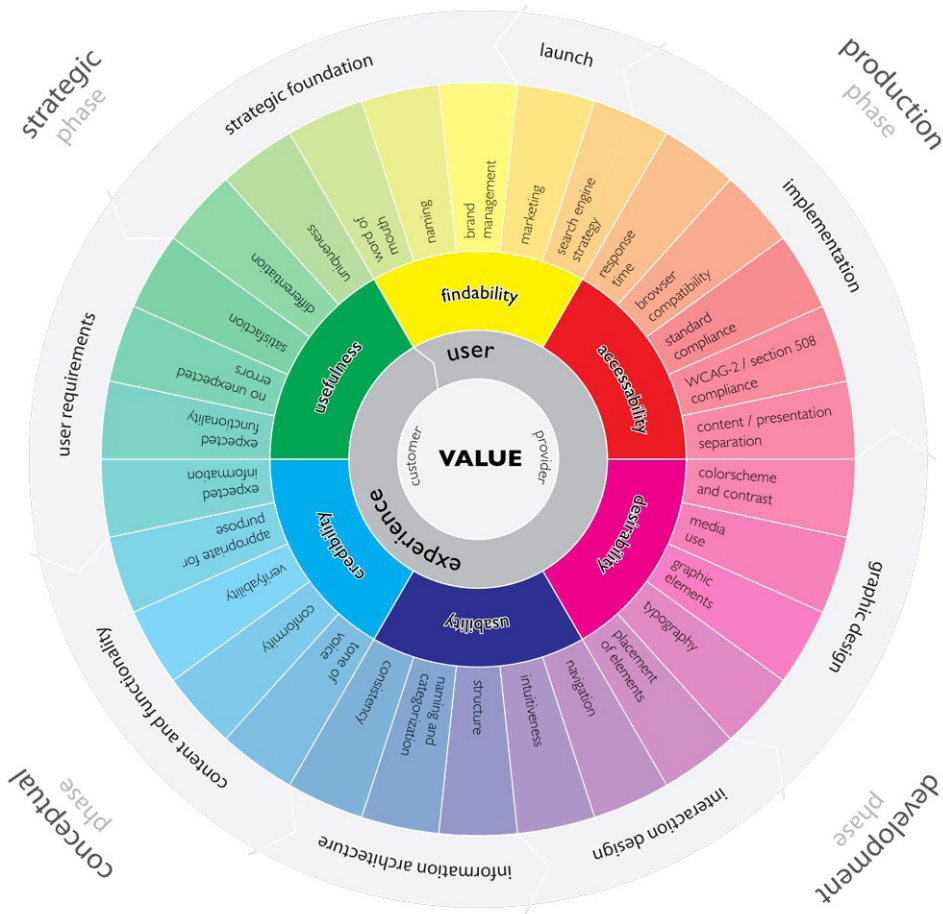 strategic
phase
production
phase
development
phase
conceptual
phase
strategic foundation
launch
implementation
graphic design
interaction design
information architecture
content and functionality
user requirements
word of
mouth
naming
brand
management
marketing
search engine
strategy
response
time
browser
compatibility
standard
compliance
WCAG-2 / section 508
compliance
content / presentation
separation
colorscheme
and contrast
media
use
graphic
elements
typography
placement
of elements
navigation
intuitiveness
structure
naming and
categorization
consistency
tone of
voice
conformity
verifyability
appropriate for
purpose
expected
information
expected
functionality
no unexpected
errors
satisfaction
differentiation
uniqueness
findability
accessability
desirability
usability
credibility
usefulness
user
experience
customer
VALUE
provider